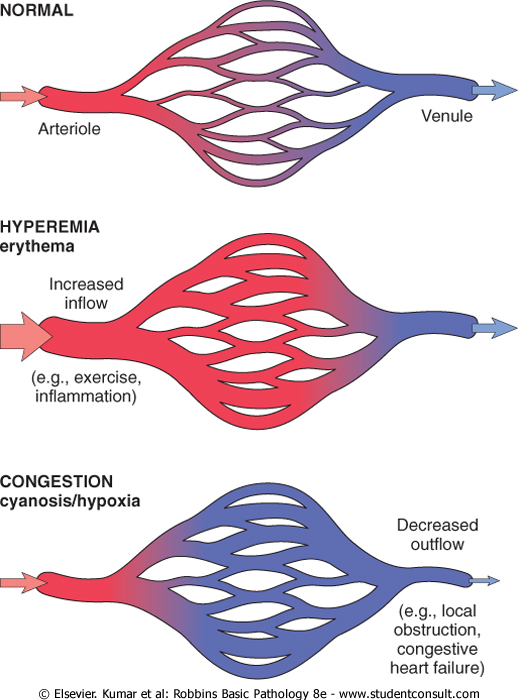 NORMAL
Arteriole
Venule
HYPEREMIA
erythema
Increased
inflow
(e.g., exercise,
inflammation)
CONGESTION
cyanosis/hypoxia
Decreased
outflow
(e.g., local
obstruction,
congestive
heart failure)
© Elsevier. Kumar et al: Robbins Basic Pathology 8e - www.studentconsult.com